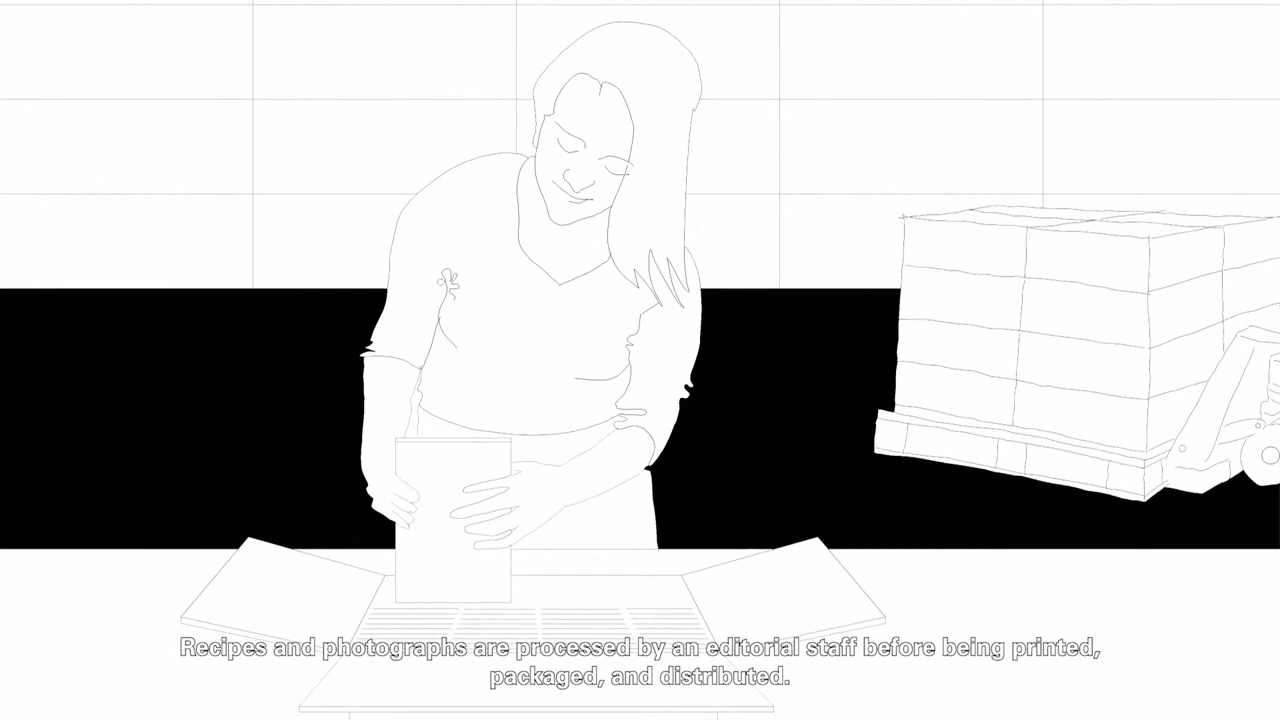 Recipes and photographs are processed by an editorial staff before being printed,
packaged, and distributed.